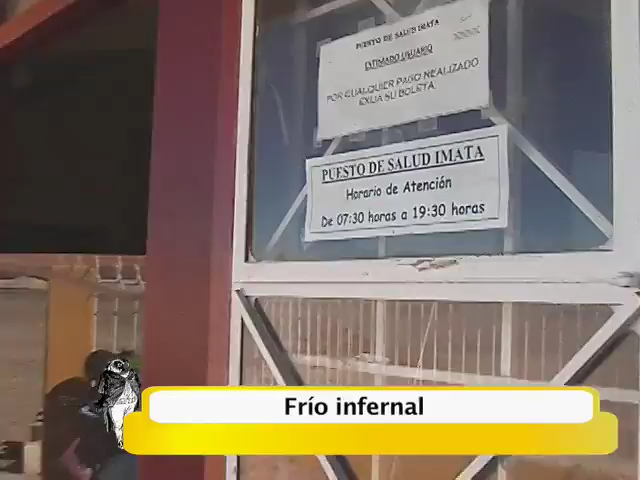 PUESTO DE SALUD IMATA
ESTIMADO USUARIO
POR CUALQUIER PAGO REALIZADO
EXIJA SU BOLETA.
PUESTO DE SALUD IMATA
Horario de Atención
De 07:30 horas a 19:30 horas
Frío infernal